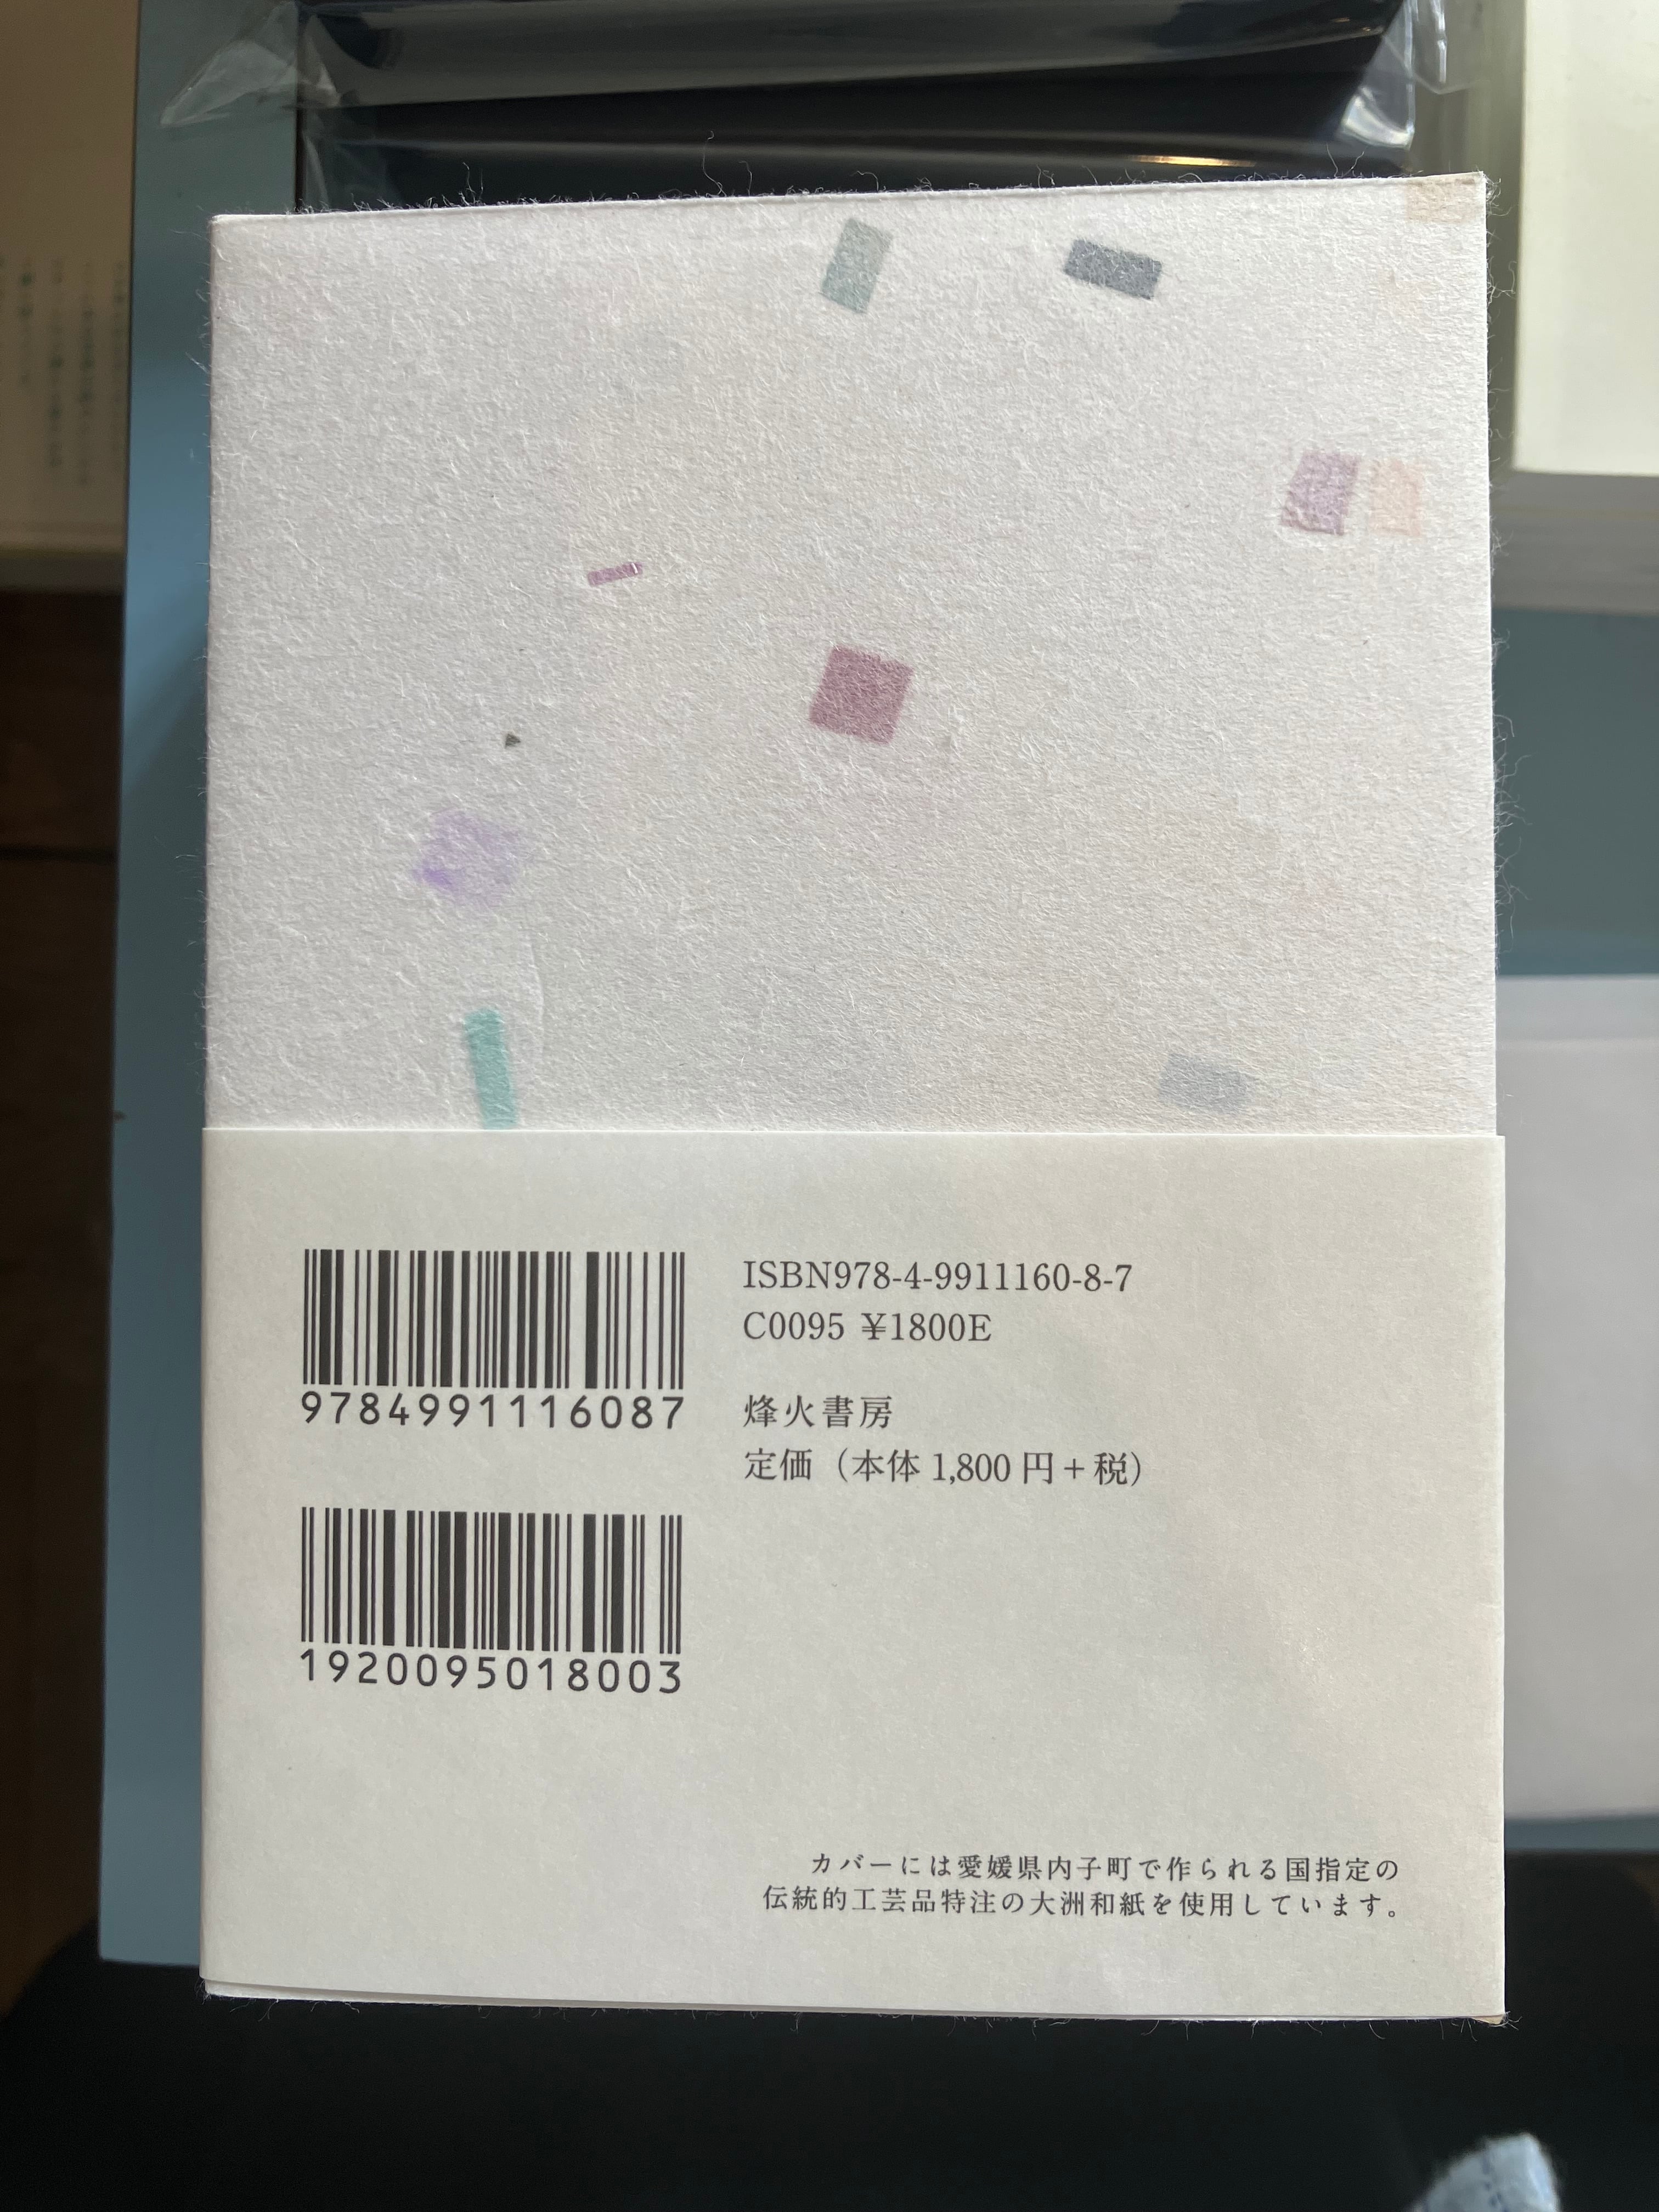 9784991116087
ISBN978-4-9911160-8-7
C0095 ¥1800E
烽火書房
定価（本体 1,800 円＋税）
1920095018003
カバーには愛媛県内子町で作られる国指定の
伝統的工芸品特注の大洲和紙を使用しています。